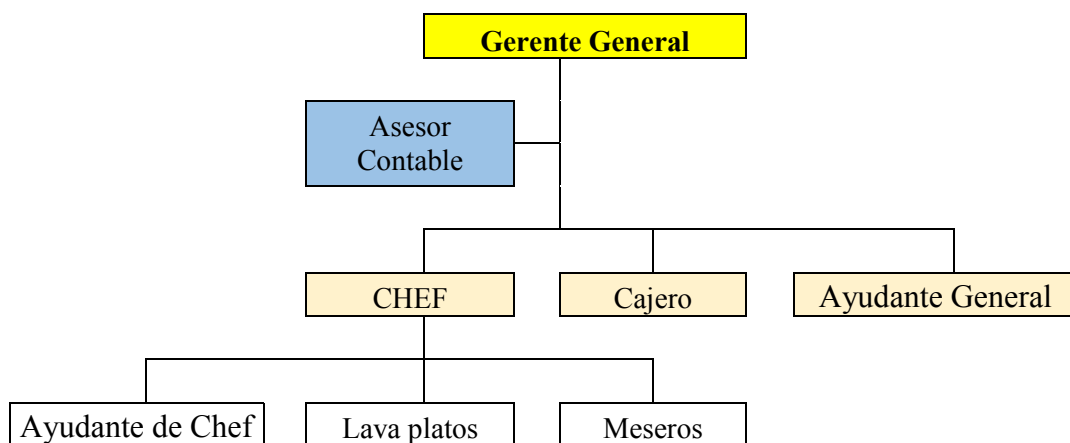 Gerente General
Asesor
Contable
CHEF
Cajero
Ayudante General
Ayudante de Chef
Lava platos
Meseros